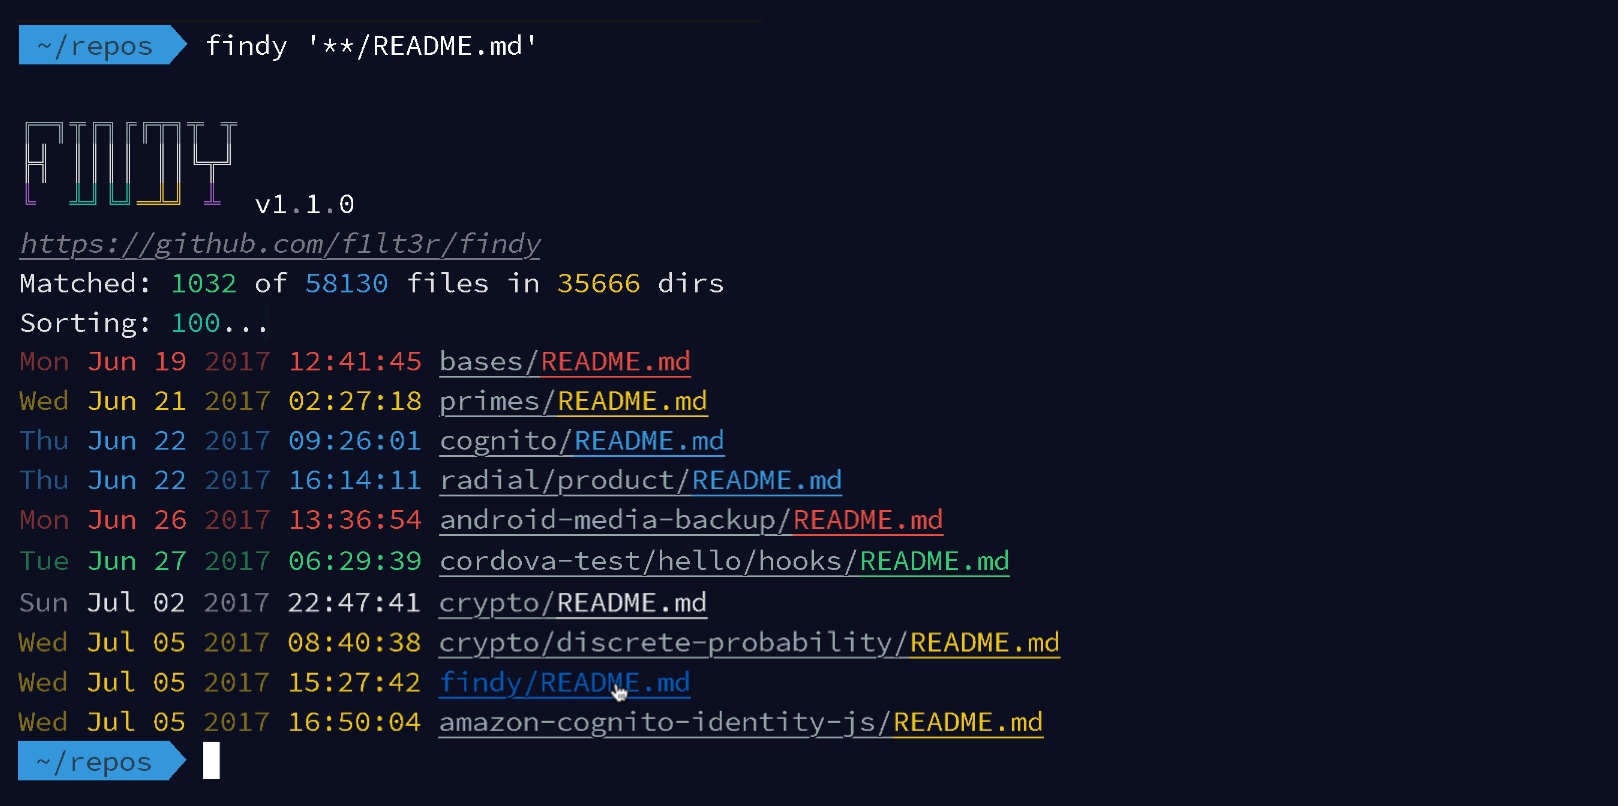 ~/repos findy '**/README.md'
FINDY v1.1.0
https://github.com/f1lt3r/findy
Matched: 1032 of 58130 files in 35666 dirs
Sorting: 100...
Mon Jun 19 2017 12:41:45 bases/README.md
Wed Jun 21 2017 02:27:18 primes/README.md
Thu Jun 22 2017 09:26:01 cognito/README.md
Thu Jun 22 2017 16:14:11 radial/product/README.md
Mon Jun 26 2017 13:36:54 android-media-backup/README.md
Tue Jun 27 2017 06:29:39 cordova-test/hello/hooks/README.md
Sun Jul 02 2017 22:47:41 crypto/README.md
Wed Jul 05 2017 08:40:38 crypto/discrete-probability/README.md
Wed Jul 05 2017 15:27:42 findy/README.md
Wed Jul 05 2017 16:50:04 amazon-cognito-identity-js/README.md
~/repos